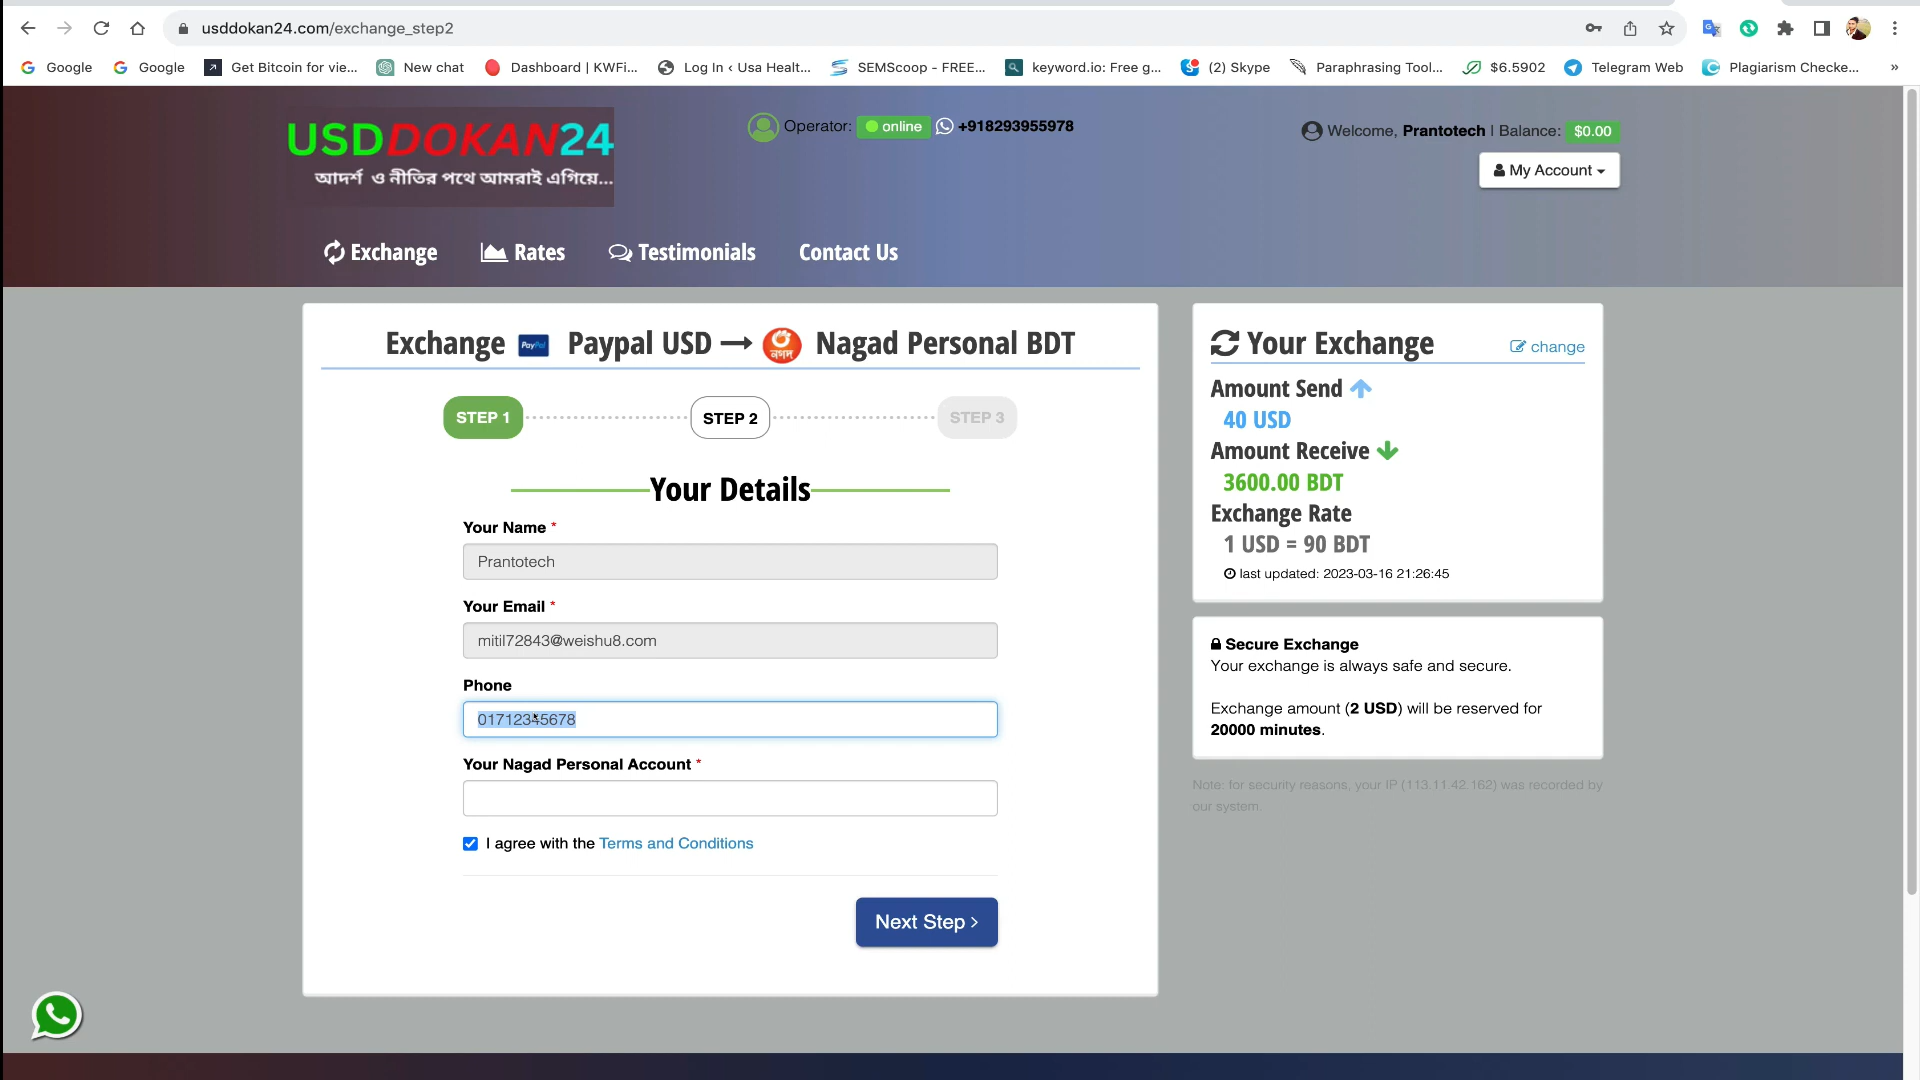 usddokan24.com/exchange_step2
Google
Google
Get Bitcoin for vie...
New chat
Dashboard | KWFi...
Log In ‹ Usa Healt...
SEMScoop - FREE...
keyword.io: Free g...
(2) Skype
Paraphrasing Tool...
$6.5902
Telegram Web
Plagiarism Checke...
»
USDDOKAN24
আদর্শ ও নীতির পথে আমরাই এগিয়ে...
Operator: online +918293955978
Welcome, Prantotech | Balance: $0.00
My Account
Exchange
Rates
Testimonials
Contact Us
Exchange PayPal Paypal USD → নগদ Nagad Personal BDT
STEP 1
STEP 2
STEP 3
Your Details
Your Name *
Prantotech
Your Email *
mitil72843@weishu8.com
Phone
01712345678
Your Nagad Personal Account *
I agree with the Terms and Conditions
Next Step >
Your Exchange
change
Amount Send
40 USD
Amount Receive
3600.00 BDT
Exchange Rate
1 USD = 90 BDT
last updated: 2023-03-16 21:26:45
Secure Exchange
Your exchange is always safe and secure.
Exchange amount (2 USD) will be reserved for
20000 minutes.
Note: for security reasons, your IP (113.11.42.162) was recorded by
our system.